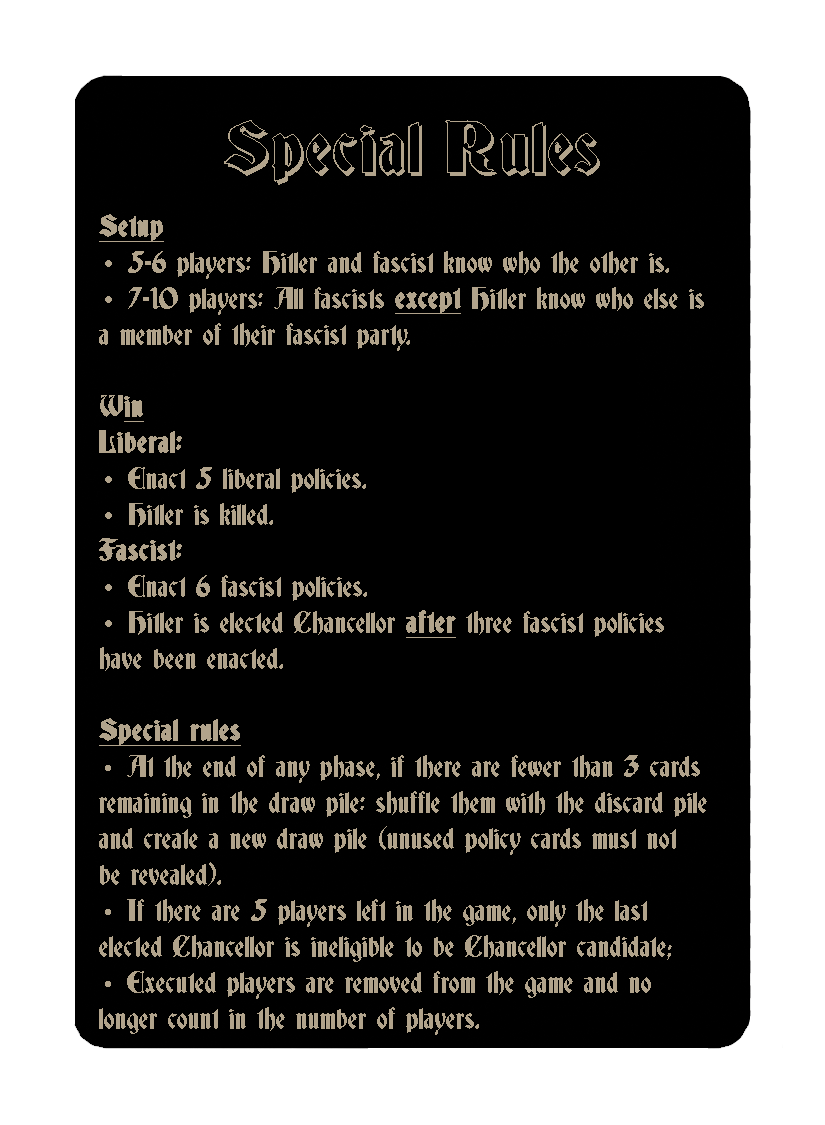 Special Rules
Setup
• 5-6 players: Hitler and fascist know who the other is.
• 7-10 players: All fascists except Hitler know who else is
a member of their fascist party.
Win
Liberal:
• Enact 5 liberal policies.
• Hitler is killed.
Fascist:
• Enact 6 fascist policies.
• Hitler is elected Chancellor after three fascist policies
have been enacted.
Special rules
• At the end of any phase, if there are fewer than 3 cards
remaining in the draw pile: shuffle them with the discard pile
and create a new draw pile (unused policy cards must not
be revealed).
• If there are 5 players left in the game, only the last
elected Chancellor is ineligible to be Chancellor candidate;
• Executed players are removed from the game and no
longer count in the number of players.